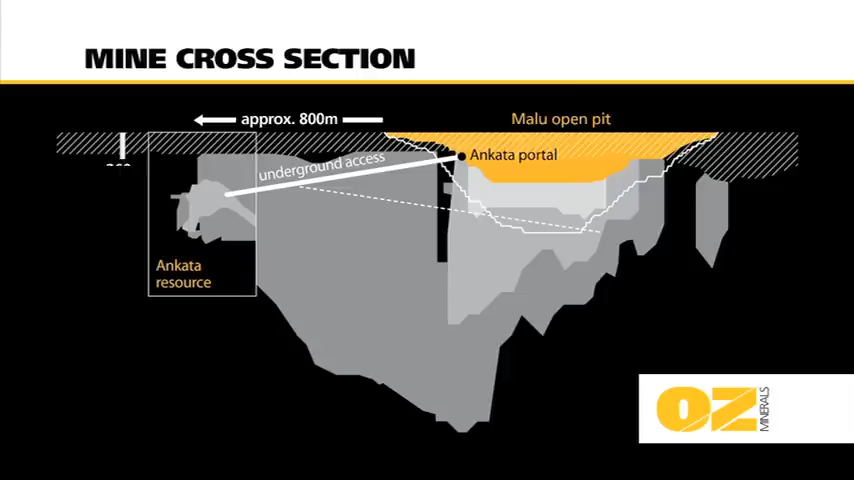 MINE CROSS SECTION
approx. 800m
Malu open pit
Ankata portal
underground access
Ankata
resource
OZ
MINERALS